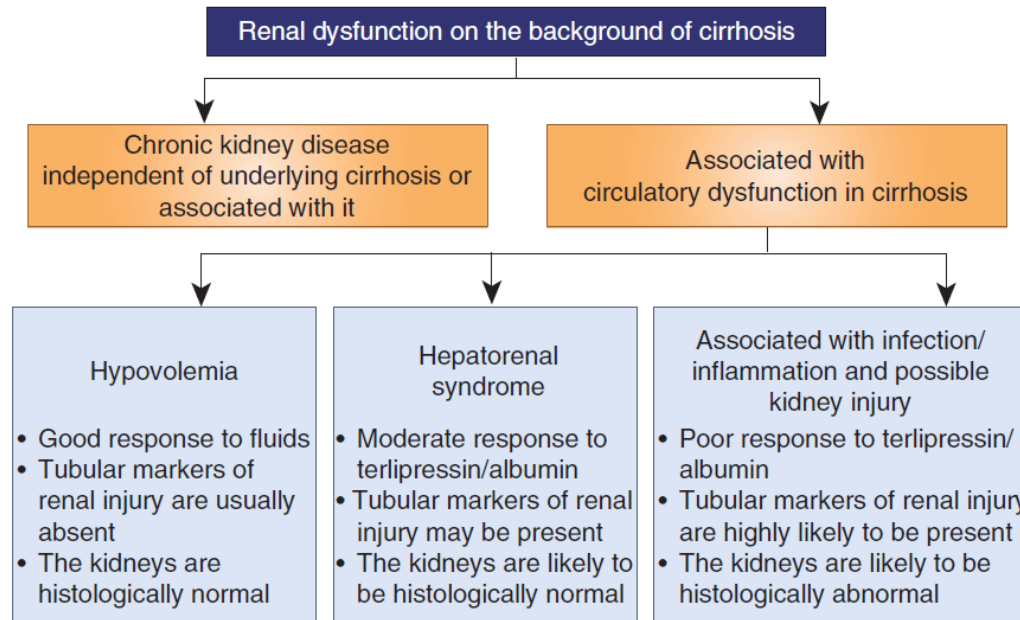 Renal dysfunction on the background of cirrhosis
Chronic kidney disease
independent of underlying cirrhosis or
associated with it
Associated with
circulatory dysfunction in cirrhosis
Hypovolemia
• Good response to fluids
• Tubular markers of
renal injury are usually
absent
• The kidneys are
histologically normal
Hepatorenal
syndrome
• Moderate response to
terlipressin/albumin
• Tubular markers of renal
injury may be present
• The kidneys are likely to
be histologically normal
Associated with infection/
inflammation and possible
kidney injury
• Poor response to terlipressin/
albumin
• Tubular markers of renal injury
are highly likely to be present
• The kidneys are likely to be
histologically abnormal